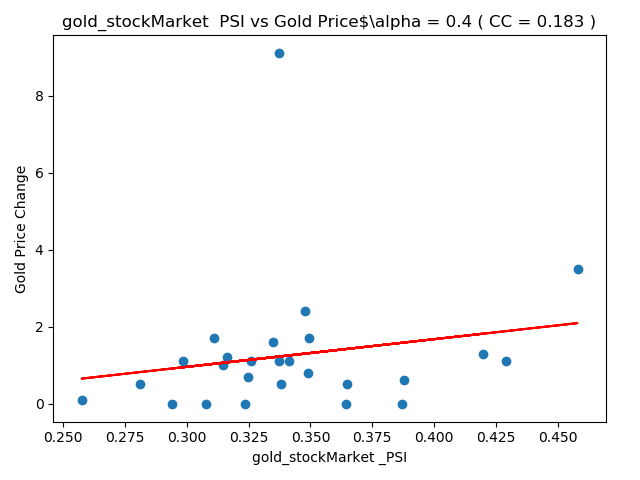 gold_stockMarket  PSI vs Gold Price$\alpha = 0.4 ( CC = 0.183 )
Gold Price Change
8
6
4
2
0
0.250 0.275 0.300 0.325 0.350 0.375 0.400 0.425 0.450
gold_stockMarket _PSI